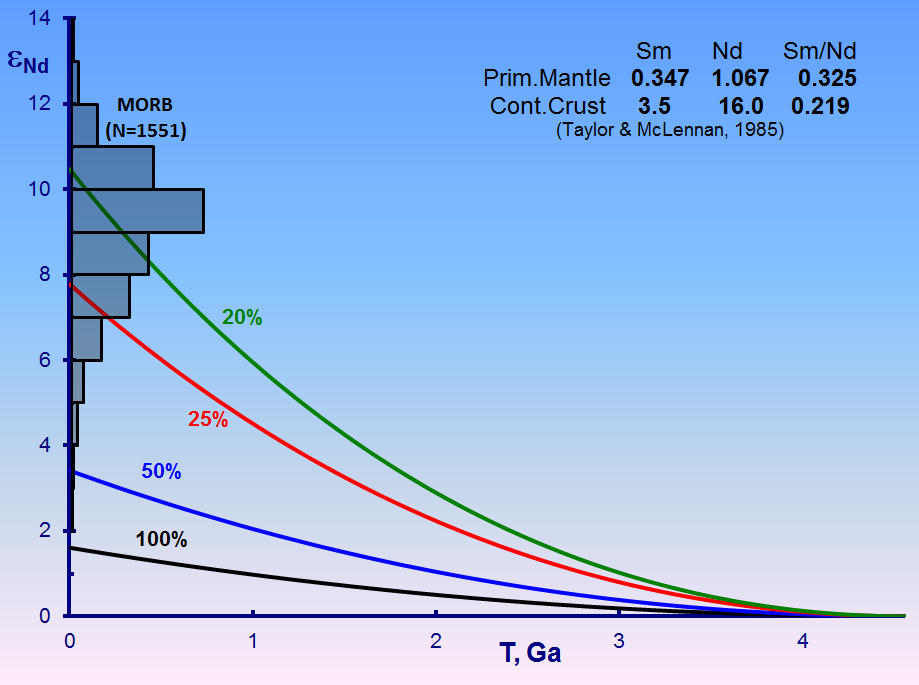 14
εNd
12
10
8
6
4
2
0
MORB
(N=1551)
Sm Nd Sm/Nd
Prim.Mantle 0.347 1.067 0.325
Cont.Crust 3.5 16.0 0.219
(Taylor & McLennan, 1985)
20%
25%
50%
100%
0 1 2 3 4
T, Ga